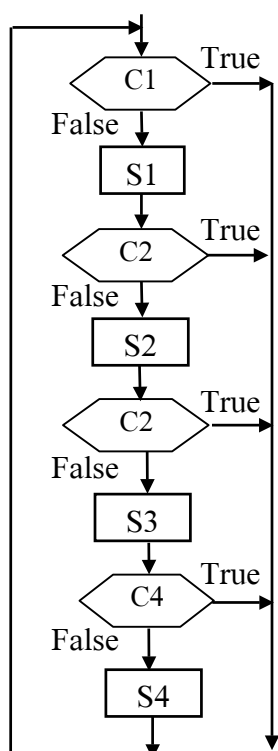 C1
True
False
S1
C2
True
False
S2
C2
True
False
S3
C4
True
False
S4